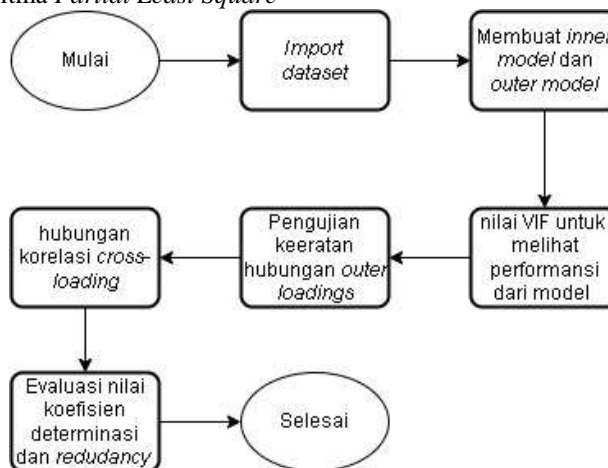 Partial Least Square
Mulai
Import
dataset
Membuat inner
model dan
outer model
nilai VIF untuk
melihat
performansi
dari model
Pengujian
keeratan
hubungan outer
loadings
hubungan
korelasi cross-
loading
Evaluasi nilai
koefisien
determinasi
dan redudancy
Selesai